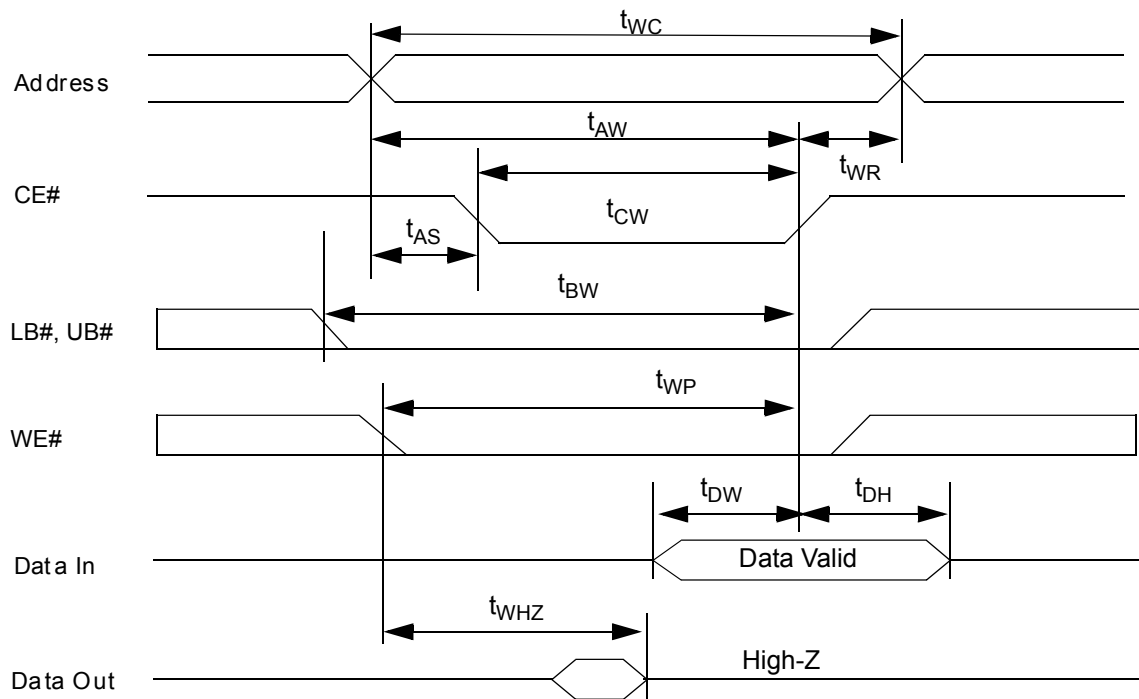 tWC
Address
tAW
tWR
CE#
tCW
tAS
tBW
LB#, UB#
tWP
WE#
tDW tDH
Data In Data Valid
tWHZ
Data Out High-Z